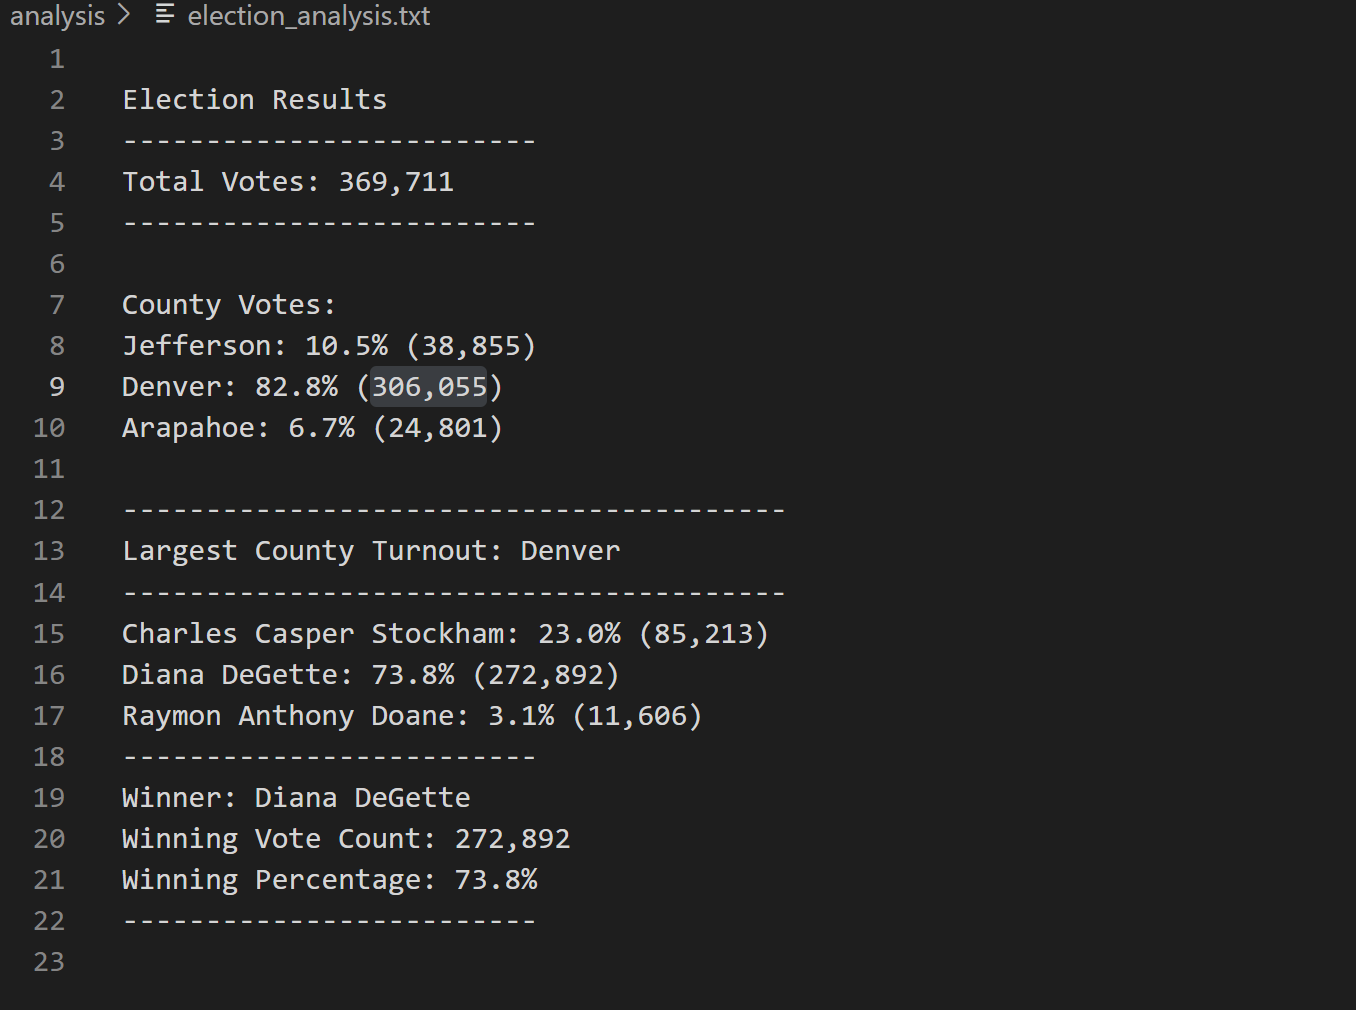 analysis > election_analysis.txt
1
2 Election Results
3 -------------------------
4 Total Votes: 369,711
5 -------------------------
6
7 County Votes:
8 Jefferson: 10.5% (38,855)
9 Denver: 82.8% (306,055)
10 Arapahoe: 6.7% (24,801)
11
12 ----------------------------------------
13 Largest County Turnout: Denver
14 ----------------------------------------
15 Charles Casper Stockham: 23.0% (85,213)
16 Diana DeGette: 73.8% (272,892)
17 Raymon Anthony Doane: 3.1% (11,606)
18 -------------------------
19 Winner: Diana DeGette
20 Winning Vote Count: 272,892
21 Winning Percentage: 73.8%
22 -------------------------
23